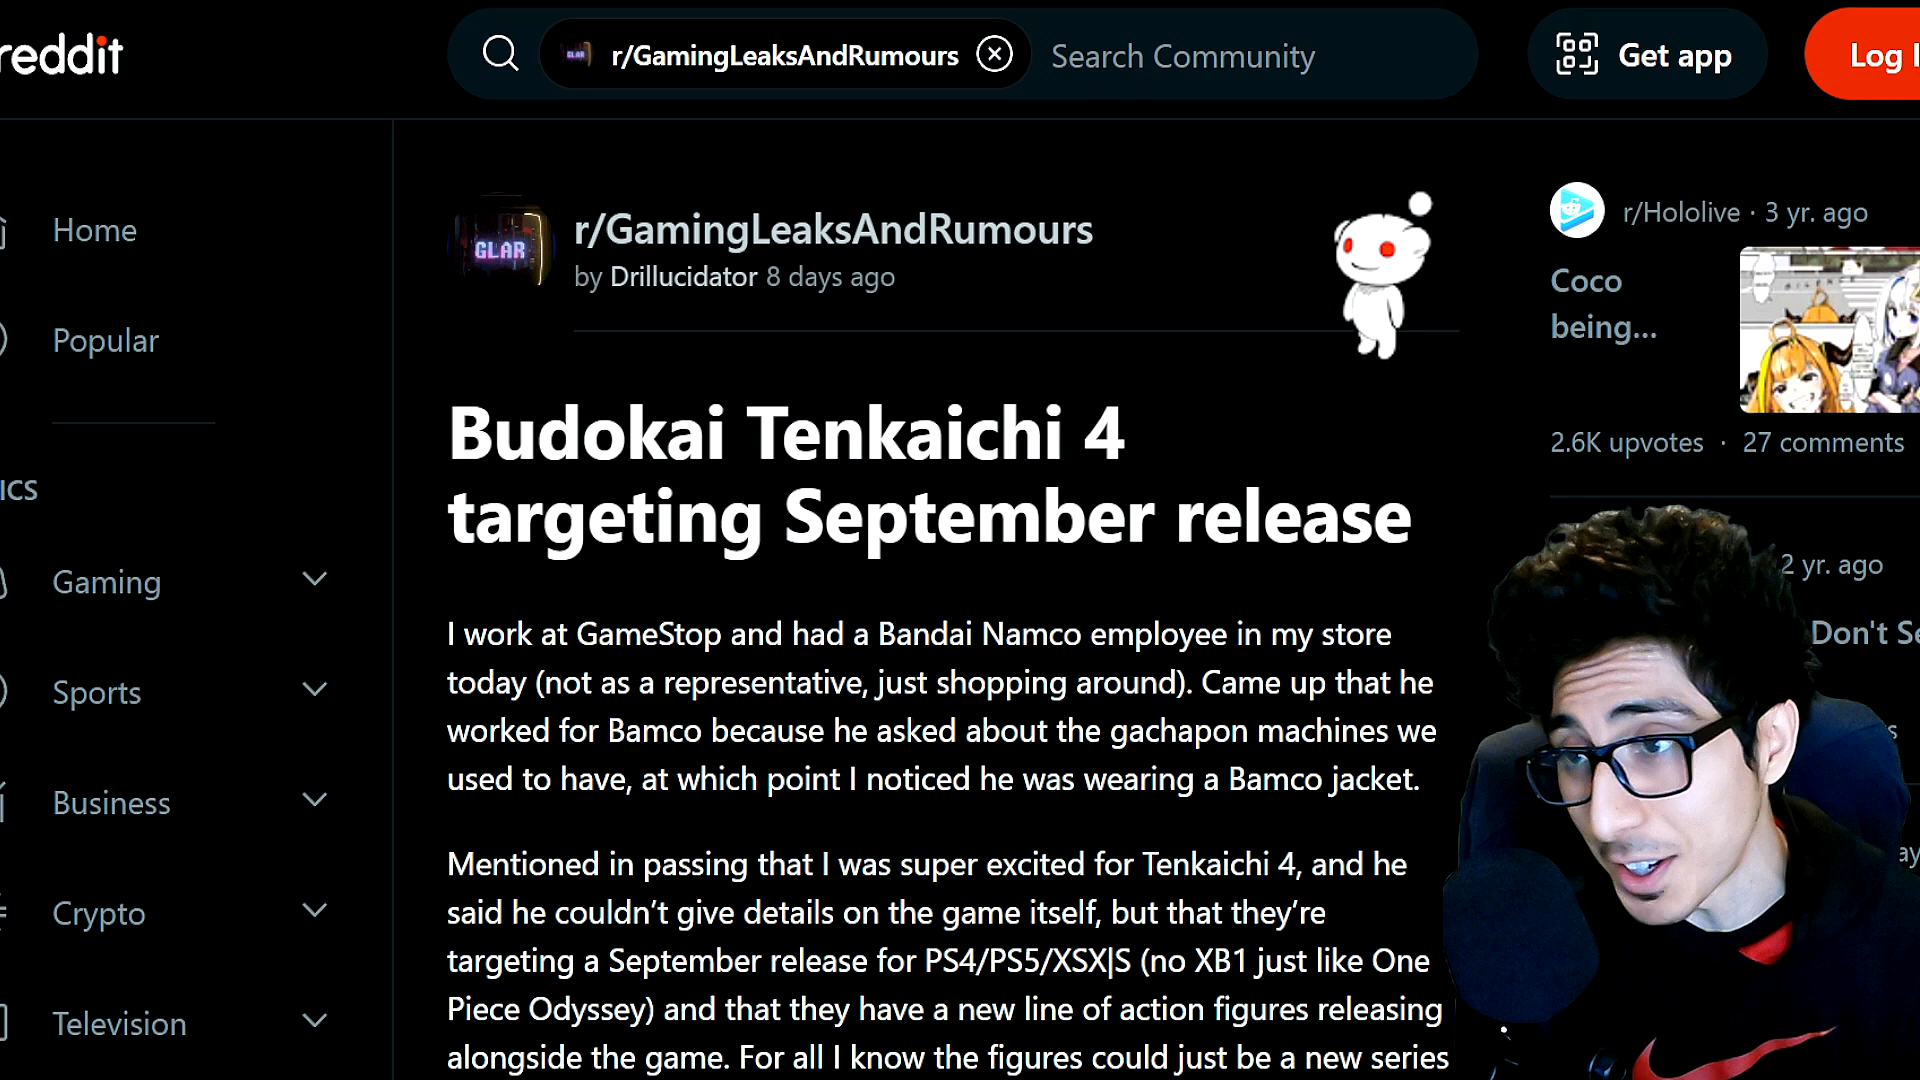 reddit
r/GamingLeaksAndRumours
Search Community
Get app
Log I
Home
Popular
ICS
Gaming
Sports
Business
Crypto
Television
GLAR
r/GamingLeaksAndRumours
by Drillucidator 8 days ago
Budokai Tenkaichi 4
targeting September release
I work at GameStop and had a Bandai Namco employee in my store
today (not as a representative, just shopping around). Came up that he
worked for Bamco because he asked about the gachapon machines we
used to have, at which point I noticed he was wearing a Bamco jacket.
Mentioned in passing that I was super excited for Tenkaichi 4, and he
said he couldn’t give details on the game itself, but that they’re
targeting a September release for PS4/PS5/XSX|S (no XB1 just like One
Piece Odyssey) and that they have a new line of action figures releasing
alongside the game. For all I know the figures could just be a new series
r/Hololive · 3 yr. ago
Coco
being...
2.6K upvotes · 27 comments
2 yr. ago
Don't Se